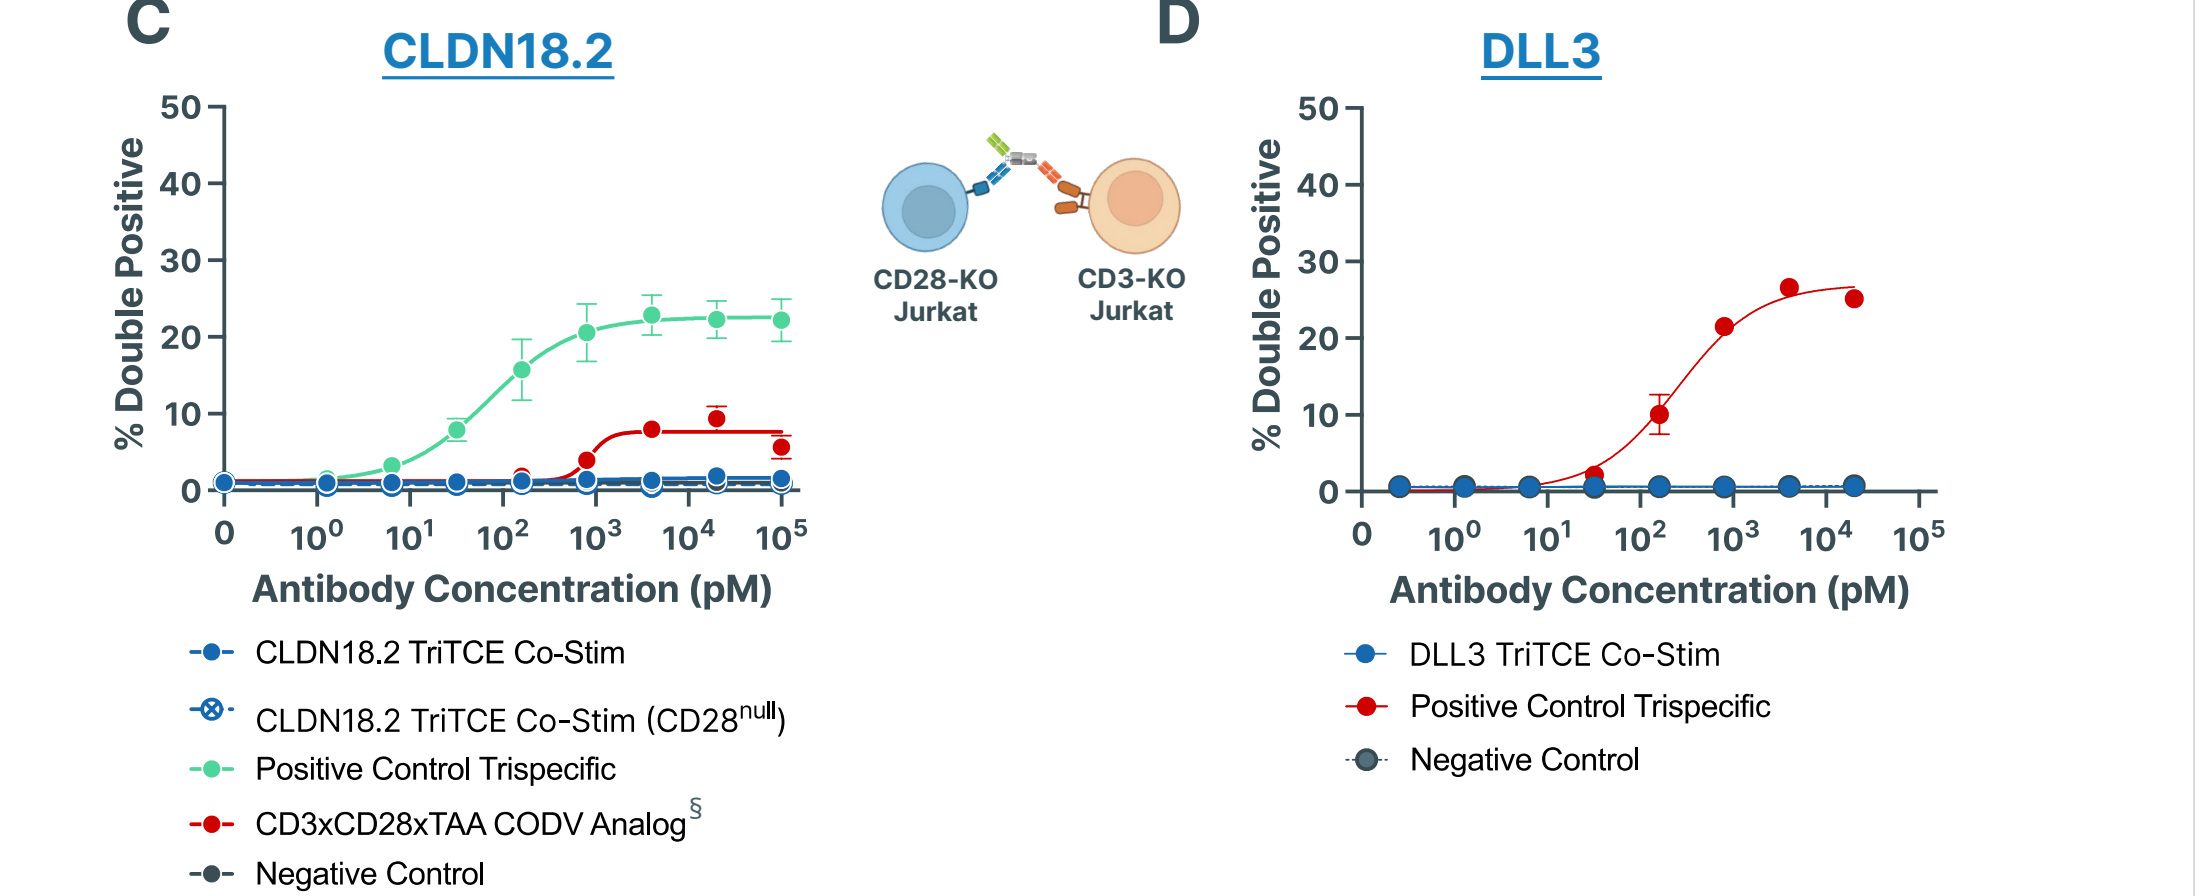 C
CLDN18.2
50
40
30
20
10
0
% Double Positive
0 10⁰ 10¹ 10² 10³ 10⁴ 10⁵
Antibody Concentration (pM)
CLDN18.2 TriTCE Co-Stim
CLDN18.2 TriTCE Co-Stim (CD28ⁿᵘˡˡ)
Positive Control Trispecific
CD3xCD28xTAA CODV Analog§
Negative Control
CD28-KO
Jurkat
CD3-KO
Jurkat
D
DLL3
50
40
30
20
10
0
% Double Positive
0 10⁰ 10¹ 10² 10³ 10⁴ 10⁵
Antibody Concentration (pM)
DLL3 TriTCE Co-Stim
Positive Control Trispecific
Negative Control